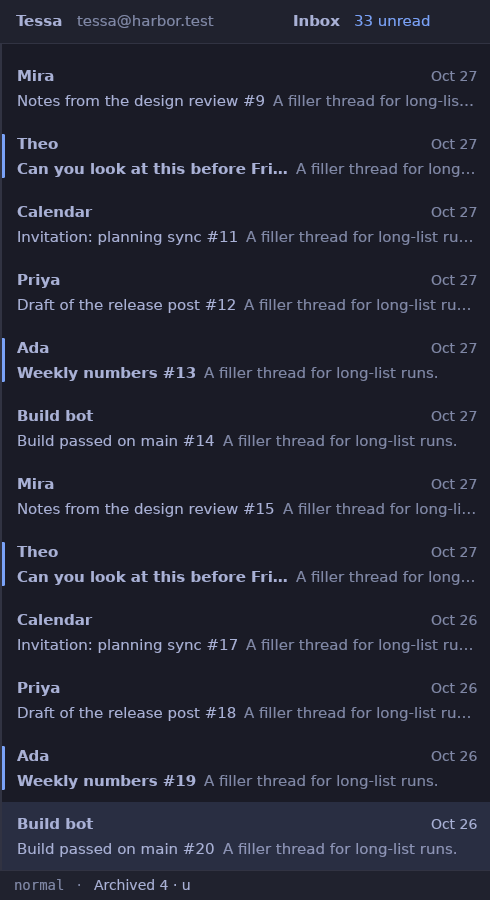 Tessa tessa@harbor.test Inbox 33 unread
Mira Oct 27
Notes from the design review #9 A filler thread for long-lis…
Theo Oct 27
Can you look at this before Fri… A filler thread for long…
Calendar Oct 27
Invitation: planning sync #11 A filler thread for long-list ru…
Priya Oct 27
Draft of the release post #12 A filler thread for long-list ru…
Ada Oct 27
Weekly numbers #13 A filler thread for long-list runs.
Build bot Oct 27
Build passed on main #14 A filler thread for long-list runs.
Mira Oct 27
Notes from the design review #15 A filler thread for long-li…
Theo Oct 27
Can you look at this before Fri… A filler thread for long…
Calendar Oct 26
Invitation: planning sync #17 A filler thread for long-list ru…
Priya Oct 26
Draft of the release post #18 A filler thread for long-list ru…
Ada Oct 26
Weekly numbers #19 A filler thread for long-list runs.
Build bot Oct 26
Build passed on main #20 A filler thread for long-list runs.
normal · Archived 4 · u